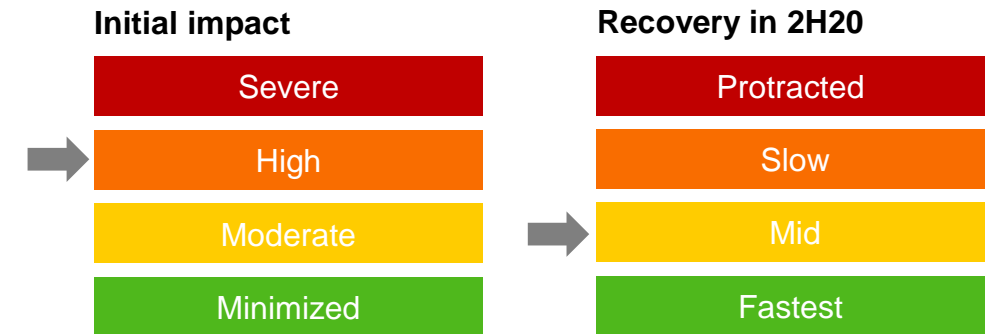 Initial impact
Severe
High
Moderate
Minimized
Recovery in 2H20
Protracted
Slow
Mid
Fastest